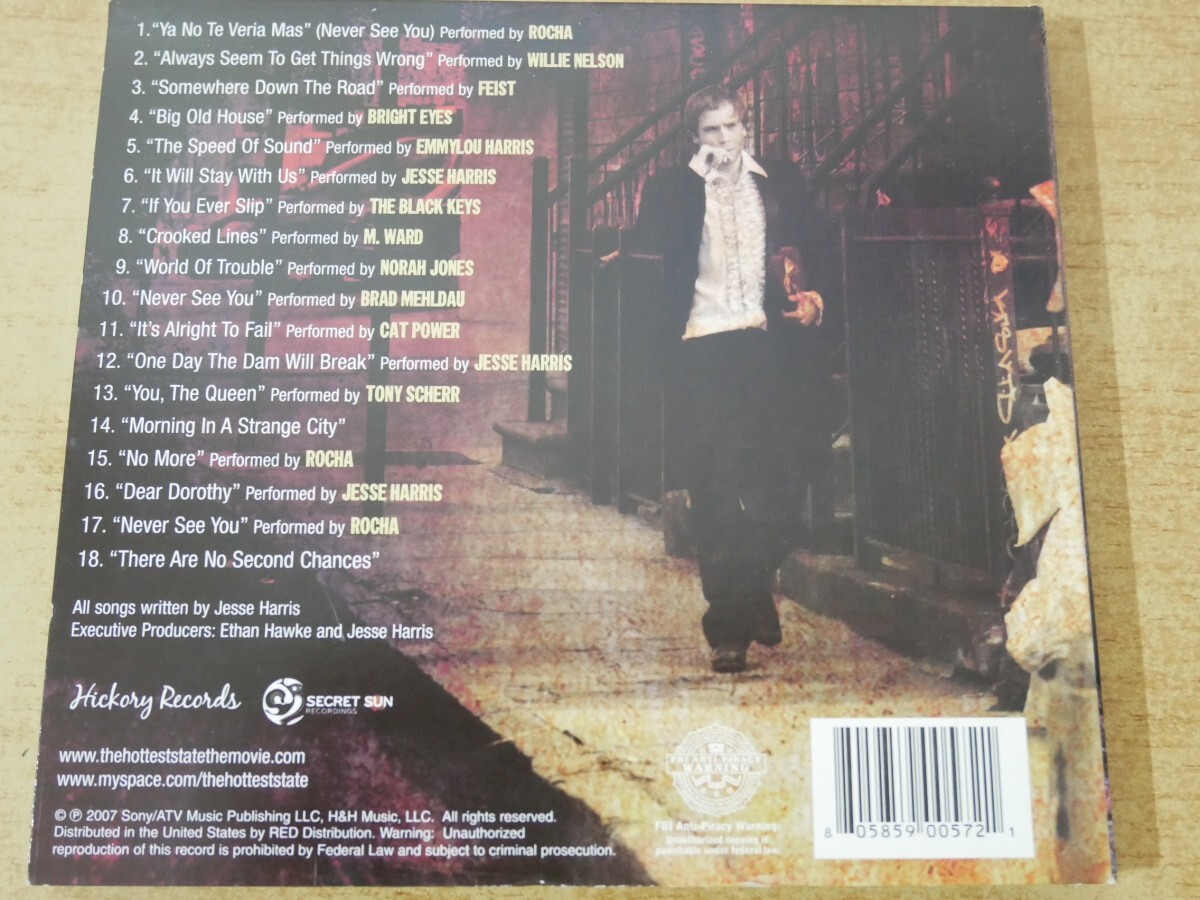 1. “Ya No Te Veria Mas” (Never See You) Performed by ROCHA
2. “Always Seem To Get Things Wrong” Performed by WILLIE NELSON
3. “Somewhere Down The Road” Performed by FEIST
4. “Big Old House” Performed by BRIGHT EYES
5. “The Speed Of Sound” Performed by EMMYLOU HARRIS
6. “It Will Stay With Us” Performed by JESSE HARRIS
7. “If You Ever Slip” Performed by THE BLACK KEYS
8. “Crooked Lines” Performed by M. WARD
9. “World Of Trouble” Performed by NORAH JONES
10. “Never See You” Performed by BRAD MEHLDAU
11. “It’s Alright To Fail” Performed by CAT POWER
12. “One Day The Dam Will Break” Performed by JESSE HARRIS
13. “You, The Queen” Performed by TONY SCHERR
14. “Morning In A Strange City”
15. “No More” Performed by ROCHA
16. “Dear Dorothy” Performed by JESSE HARRIS
17. “Never See You” Performed by ROCHA
18. “There Are No Second Chances”
All songs written by Jesse Harris
Executive Producers: Ethan Hawke and Jesse Harris
Hickory Records
SECRET SUN
RECORDINGS
www.thehotteststatethemovie.com
www.myspace.com/thehotteststate
© ℗ 2007 Sony/ATV Music Publishing LLC, H&H Music, LLC. All rights reserved.
Distributed in the United States by RED Distribution. Warning: Unauthorized
reproduction of this record is prohibited by Federal Law and subject to criminal prosecution.
FBI ANTI-PIRACY
WARNING
FBI Anti-Piracy Warning:
Unauthorized copying is
punishable under federal law.
8 05859 00572 1